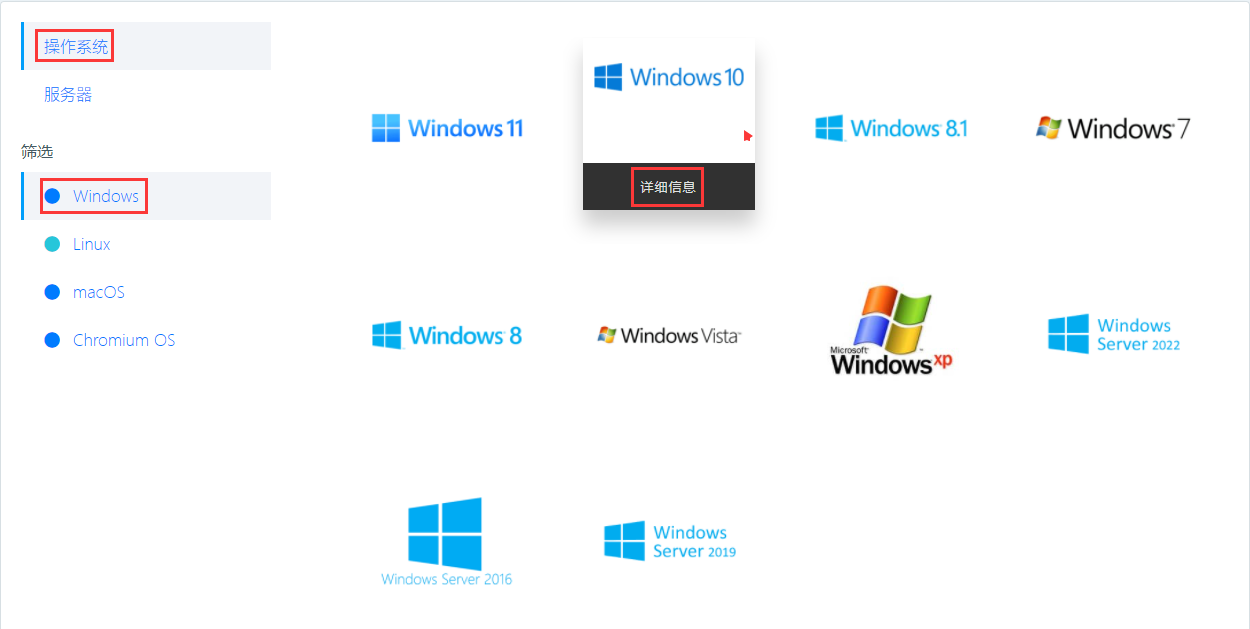 操作系统
服务器
筛选
Windows
Linux
macOS
Chromium OS
Windows 11
Windows 10
详细信息
Windows 8.1
Windows 7
Windows 8
Windows Vista
Microsoft
Windows xp
Windows
Server 2022
Windows Server 2016
Windows
Server 2019